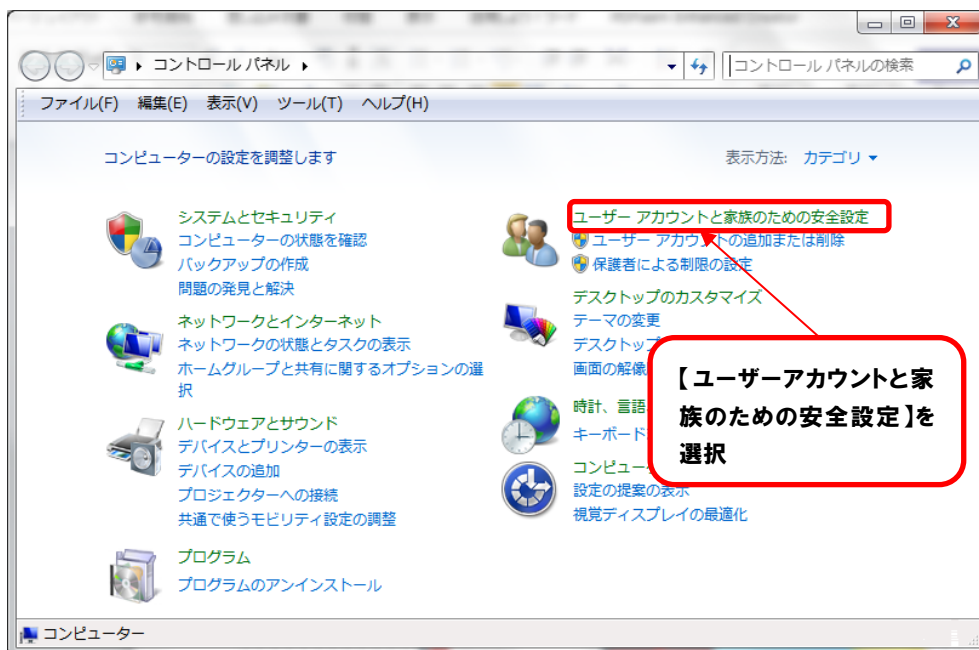 コントロール パネル
コントロール パネルの検索
ファイル(F) 編集(E) 表示(V) ツール(T) ヘルプ(H)
コンピューターの設定を調整します
表示方法: カテゴリ
システムとセキュリティ
コンピューターの状態を確認
バックアップの作成
問題の発見と解決
ネットワークとインターネット
ネットワークの状態とタスクの表示
ホームグループと共有に関するオプションの選
択
ハードウェアとサウンド
デバイスとプリンターの表示
デバイスの追加
プロジェクターへの接続
共通で使うモビリティ設定の調整
プログラム
プログラムのアンインストール
ユーザー アカウントと家族のための安全設定
ユーザー アカウントの追加または削除
保護者による制限の設定
デスクトップのカスタマイズ
テーマの変更
デスクトップ
画面の解像
時計、言語
キーボード
コンピュー
設定の提案の表示
視覚ディスプレイの最適化
【ユーザーアカウントと家
族のための安全設定】を
選択
コンピューター